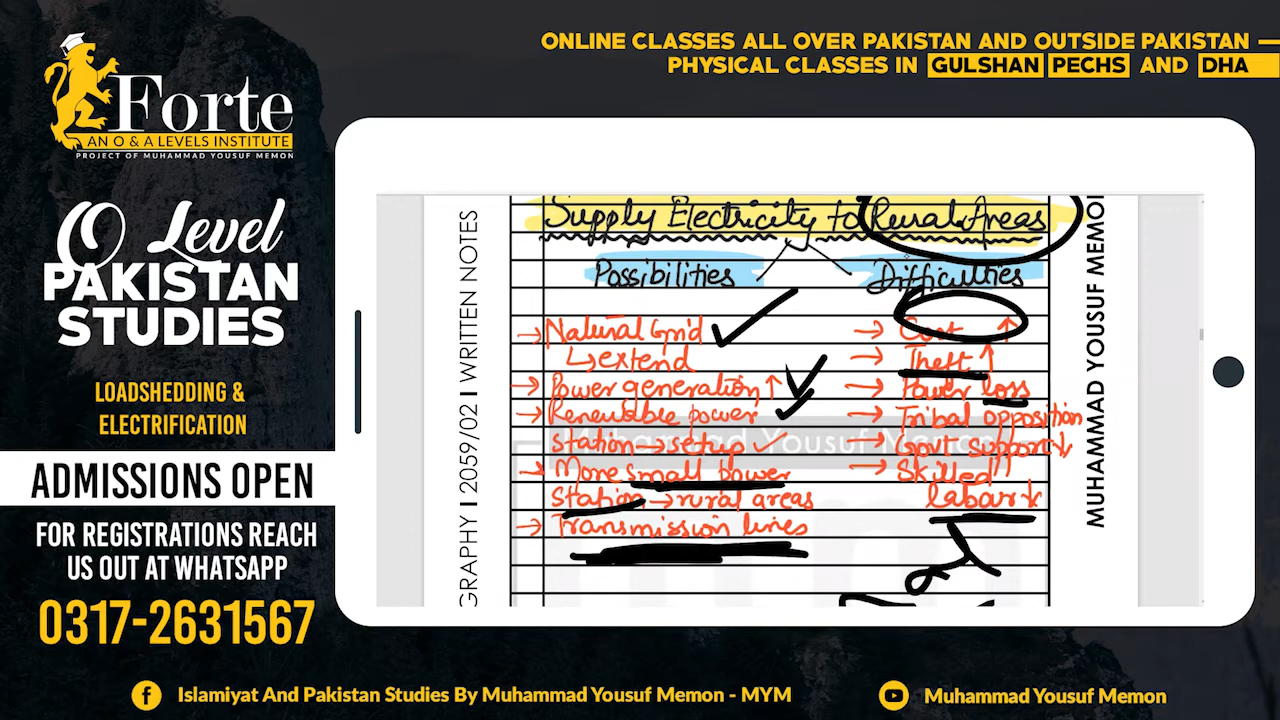 Forte
AN O & A LEVELS INSTITUTE
PROJECT OF MUHAMMAD YOUSUF MEMON
ONLINE CLASSES ALL OVER PAKISTAN AND OUTSIDE PAKISTAN
PHYSICAL CLASSES IN GULSHAN PECHS AND DHA
O Level
PAKISTAN
STUDIES
LOADSHEDDING &
ELECTRIFICATION
ADMISSIONS OPEN
FOR REGISTRATIONS REACH
US OUT AT WHATSAPP
0317-2631567
GRAPHY I 2059/02 I WRITTEN NOTES
Supply Electricity to Rural Areas
Possibilities
→ Natural Grid
↳ extend
→ Power generation ↑
→ Renewable power
station → setup ✓
→ More small power
station → rural areas
→ Transmission lines
Difficulties
→ Cost ↑
→ Theft ↑
→ Power loss
→ Tribal opposition
→ Govt support ↓
→ Skilled
labour ↓
Muhammad Yousuf Memon
MUHAMMAD YOUSUF MEMO
Islamiyat And Pakistan Studies By Muhammad Yousuf Memon - MYM
Muhammad Yousuf Memon